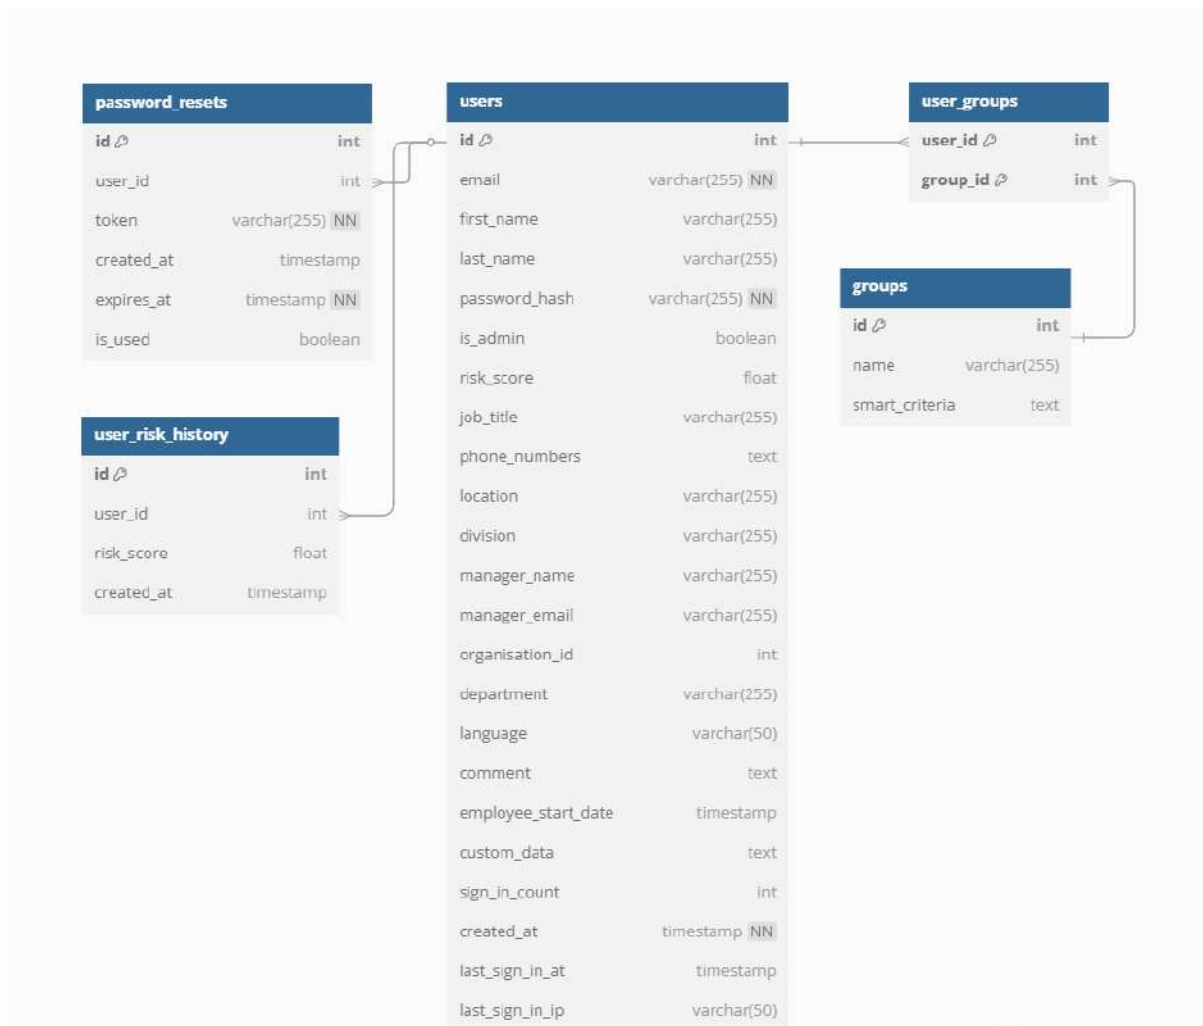 password_resets
id int
user_id int
token varchar(255) NN
created_at timestamp
expires_at timestamp NN
is_used boolean
user_risk_history
id int
user_id int
risk_score float
created_at timestamp
users
id int
email varchar(255) NN
first_name varchar(255)
last_name varchar(255)
password_hash varchar(255) NN
is_admin boolean
risk_score float
job_title varchar(255)
phone_numbers text
location varchar(255)
division varchar(255)
manager_name varchar(255)
manager_email varchar(255)
organisation_id int
department varchar(255)
language varchar(50)
comment text
employee_start_date timestamp
custom_data text
sign_in_count int
created_at timestamp NN
last_sign_in_at timestamp
last_sign_in_ip varchar(50)
user_groups
user_id int
group_id int
groups
id int
name varchar(255)
smart_criteria text